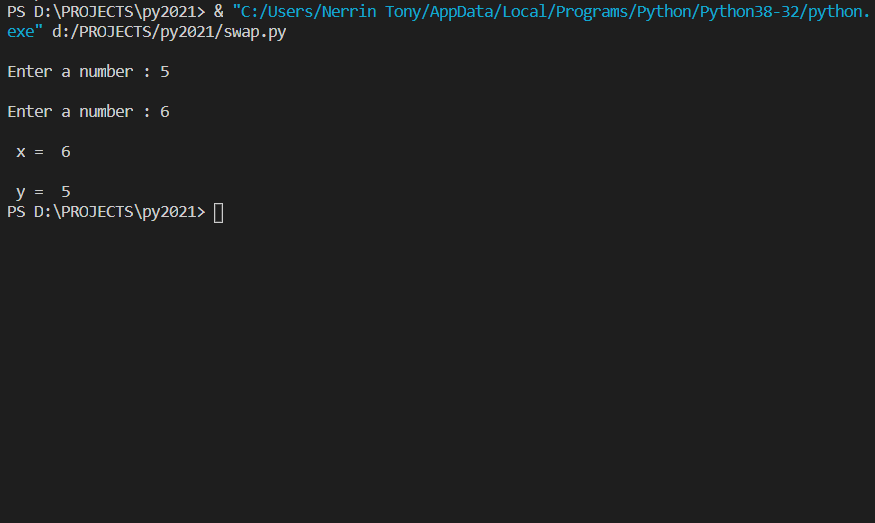 PS D:\PROJECTS\py2021> & "C:/Users/Nerrin Tony/AppData/Local/Programs/Python/Python38-32/python.
exe" d:/PROJECTS/py2021/swap.py
Enter a number : 5
Enter a number : 6
x =  6
y =  5
PS D:\PROJECTS\py2021>